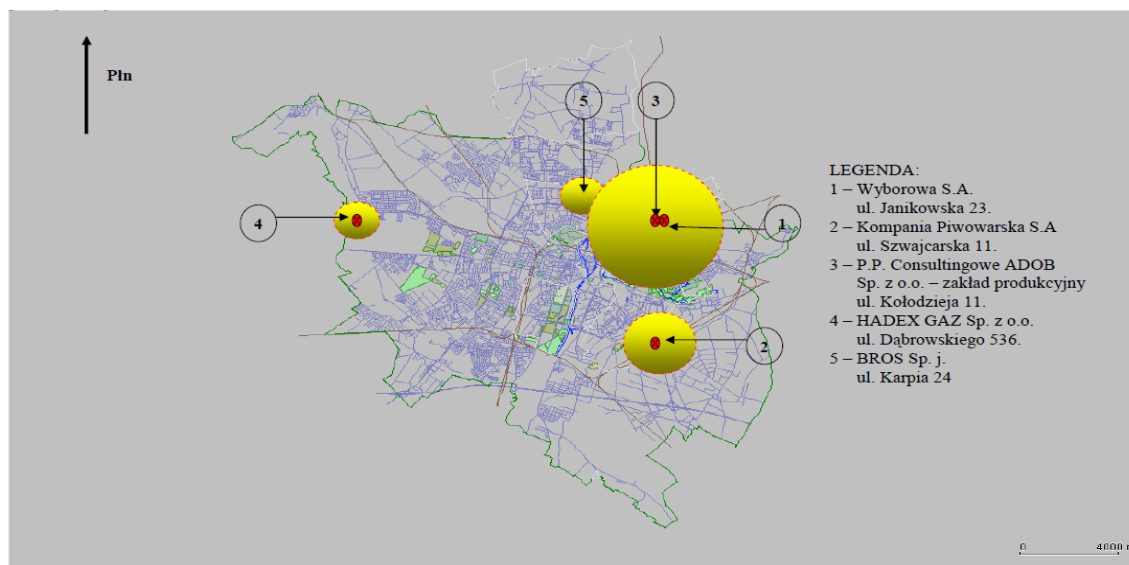 Płn
5
3
4
1
2
LEGENDA:
1 – Wyborowa S.A.
ul. Janikowska 23.
2 – Kompania Piwowarska S.A
ul. Szwajcarska 11.
3 – P.P. Consultingowe ADOB
Sp. z o.o. – zakład produkcyjny
ul. Kołodzieja 11.
4 – HADEX GAZ Sp. z o.o.
ul. Dąbrowskiego 536.
5 – BROS Sp. j.
ul. Karpia 24
0 4000